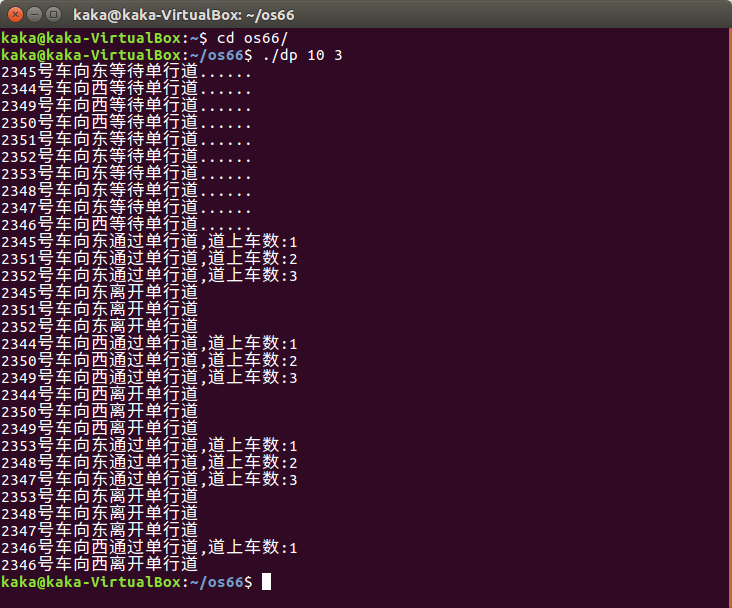 kaka@kaka-VirtualBox: ~/os66
kaka@kaka-VirtualBox:~$ cd os66/
kaka@kaka-VirtualBox:~/os66$ ./dp 10 3
2345号车向东等待单行道......
2344号车向西等待单行道......
2349号车向西等待单行道......
2350号车向西等待单行道......
2351号车向东等待单行道......
2352号车向东等待单行道......
2353号车向东等待单行道......
2348号车向东等待单行道......
2347号车向东等待单行道......
2346号车向西等待单行道......
2345号车向东通过单行道,道上车数:1
2351号车向东通过单行道,道上车数:2
2352号车向东通过单行道,道上车数:3
2345号车向东离开单行道
2351号车向东离开单行道
2352号车向东离开单行道
2344号车向西通过单行道,道上车数:1
2350号车向西通过单行道,道上车数:2
2349号车向西通过单行道,道上车数:3
2344号车向西离开单行道
2350号车向西离开单行道
2349号车向西离开单行道
2353号车向东通过单行道,道上车数:1
2348号车向东通过单行道,道上车数:2
2347号车向东通过单行道,道上车数:3
2353号车向东离开单行道
2348号车向东离开单行道
2347号车向东离开单行道
2346号车向西通过单行道,道上车数:1
2346号车向西离开单行道
kaka@kaka-VirtualBox:~/os66$